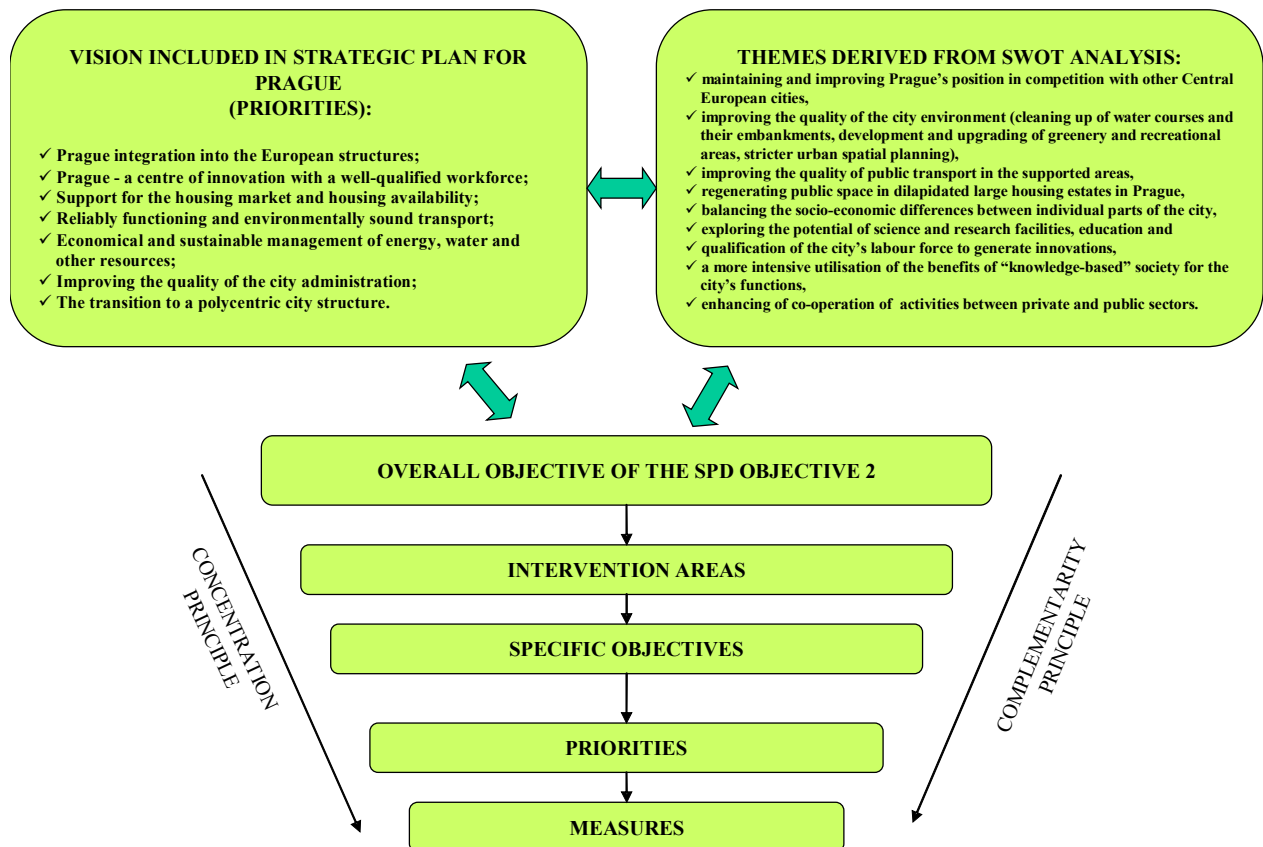 VISION INCLUDED IN STRATEGIC PLAN FOR
PRAGUE
(PRIORITIES):
✓ Prague integration into the European structures;
✓ Prague - a centre of innovation with a well-qualified workforce;
✓ Support for the housing market and housing availability;
✓ Reliably functioning and environmentally sound transport;
✓ Economical and sustainable management of energy, water and
other resources;
✓ Improving the quality of the city administration;
✓ The transition to a polycentric city structure.
THEMES DERIVED FROM SWOT ANALYSIS:
✓ maintaining and improving Prague's position in competition with other Central
European cities,
✓ improving the quality of the city environment (cleaning up of water courses and
their embankments, development and upgrading of greenery and recreational
areas, stricter urban spatial planning),
✓ improving the quality of public transport in the supported areas,
✓ regenerating public space in dilapidated large housing estates in Prague,
✓ balancing the socio-economic differences between individual parts of the city,
✓ exploring the potential of science and research facilities, education and
✓ qualification of the city's labour force to generate innovations,
✓ a more intensive utilisation of the benefits of "knowledge-based" society for the
city's functions,
✓ enhancing of co-operation of activities between private and public sectors.
OVERALL OBJECTIVE OF THE SPD OBJECTIVE 2
INTERVENTION AREAS
SPECIFIC OBJECTIVES
PRIORITIES
MEASURES
CONCENTRATION
PRINCIPLE
COMPLEMENTARITY
PRINCIPLE